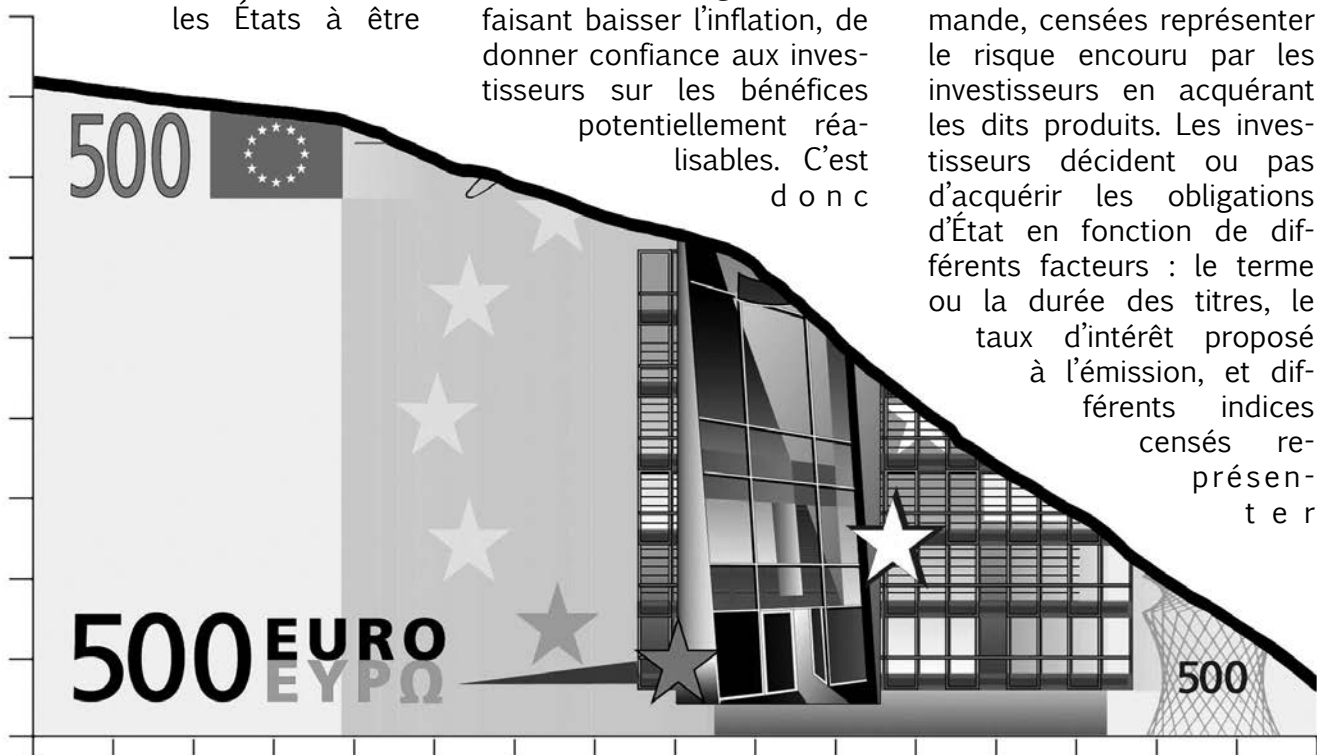 les États à être
faisant baisser l’inflation, de
donner confiance aux inves-
tisseurs sur les bénéfices
potentiellement réa-
lisables. C'est
d o n c
mande, censées représenter
le risque encouru par les
investisseurs en acquérant
les dits produits. Les inves-
tisseurs décident ou pas
d'acquérir les obligations
d'État en fonction de dif-
férents facteurs : le terme
ou la durée des titres, le
taux d'intérêt proposé
à l'émission, et dif-
férents indices
censés re-
présen-
t e r
500
500 EURO
ΕΥΡΩ
500